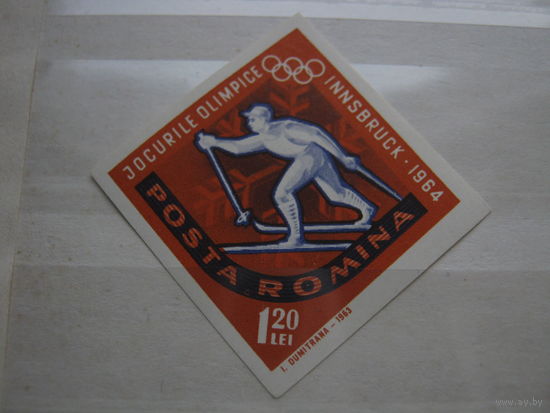 JOCURILE OLIMPICE
INNSBRUCK · 1964
POSTA ROMINA
1 20
LEI
I. DUMITRANA – 1963
www.ay.by